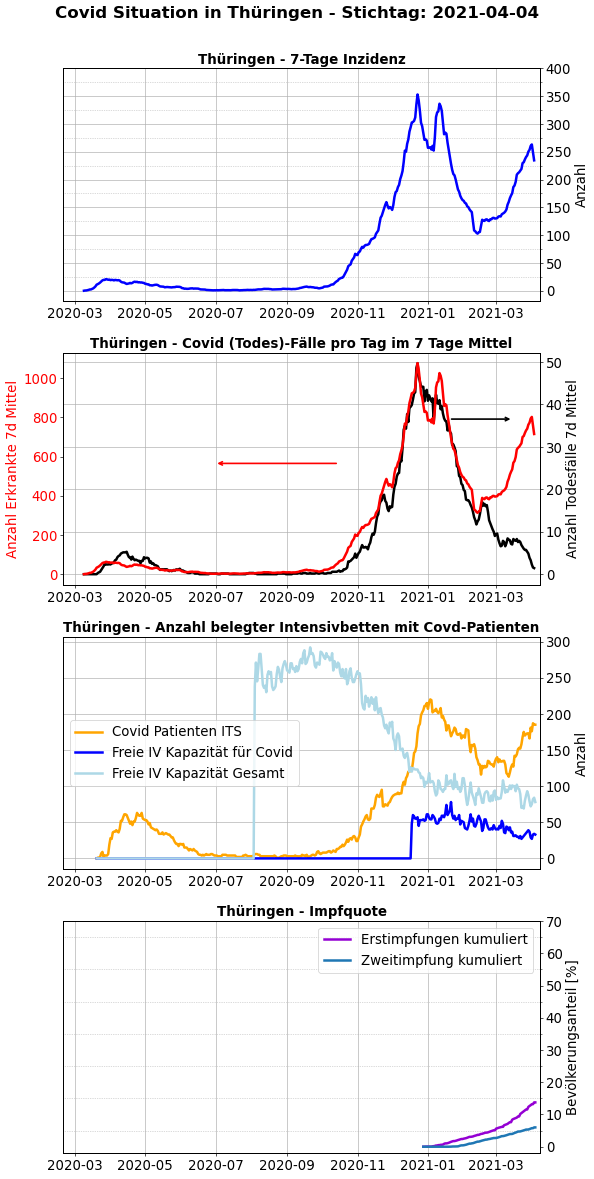 Covid Situation in Thüringen - Stichtag: 2021-04-04
Thüringen - 7-Tage Inzidenz
400
350
300
250
200
150
100
50
0
Anzahl
2020-03 2020-05 2020-07 2020-09 2020-11 2021-01 2021-03
Thüringen - Covid (Todes)-Fälle pro Tag im 7 Tage Mittel
Anzahl Erkrankte 7d Mittel
1000
800
600
400
200
0
50
40
30
20
10
0
Anzahl Todesfälle 7d Mittel
2020-03 2020-05 2020-07 2020-09 2020-11 2021-01 2021-03
Thüringen - Anzahl belegter Intensivbetten mit Covd-Patienten
Covid Patienten ITS
Freie IV Kapazität für Covid
Freie IV Kapazität Gesamt
300
250
200
150
100
50
0
Anzahl
2020-03 2020-05 2020-07 2020-09 2020-11 2021-01 2021-03
Thüringen - Impfquote
Erstimpfungen kumuliert
Zweitimpfung kumuliert
70
60
50
40
30
20
10
0
Bevölkerungsanteil [%]
2020-03 2020-05 2020-07 2020-09 2020-11 2021-01 2021-03